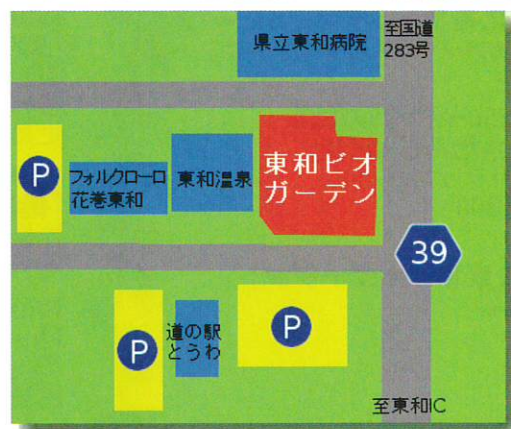 県立東和病院
至国道
283号
P
フォルクローロ
花巻東和
東和温泉
東和ビオ
ガーデン
39
P
道の駅
とうわ
P
至東和IC